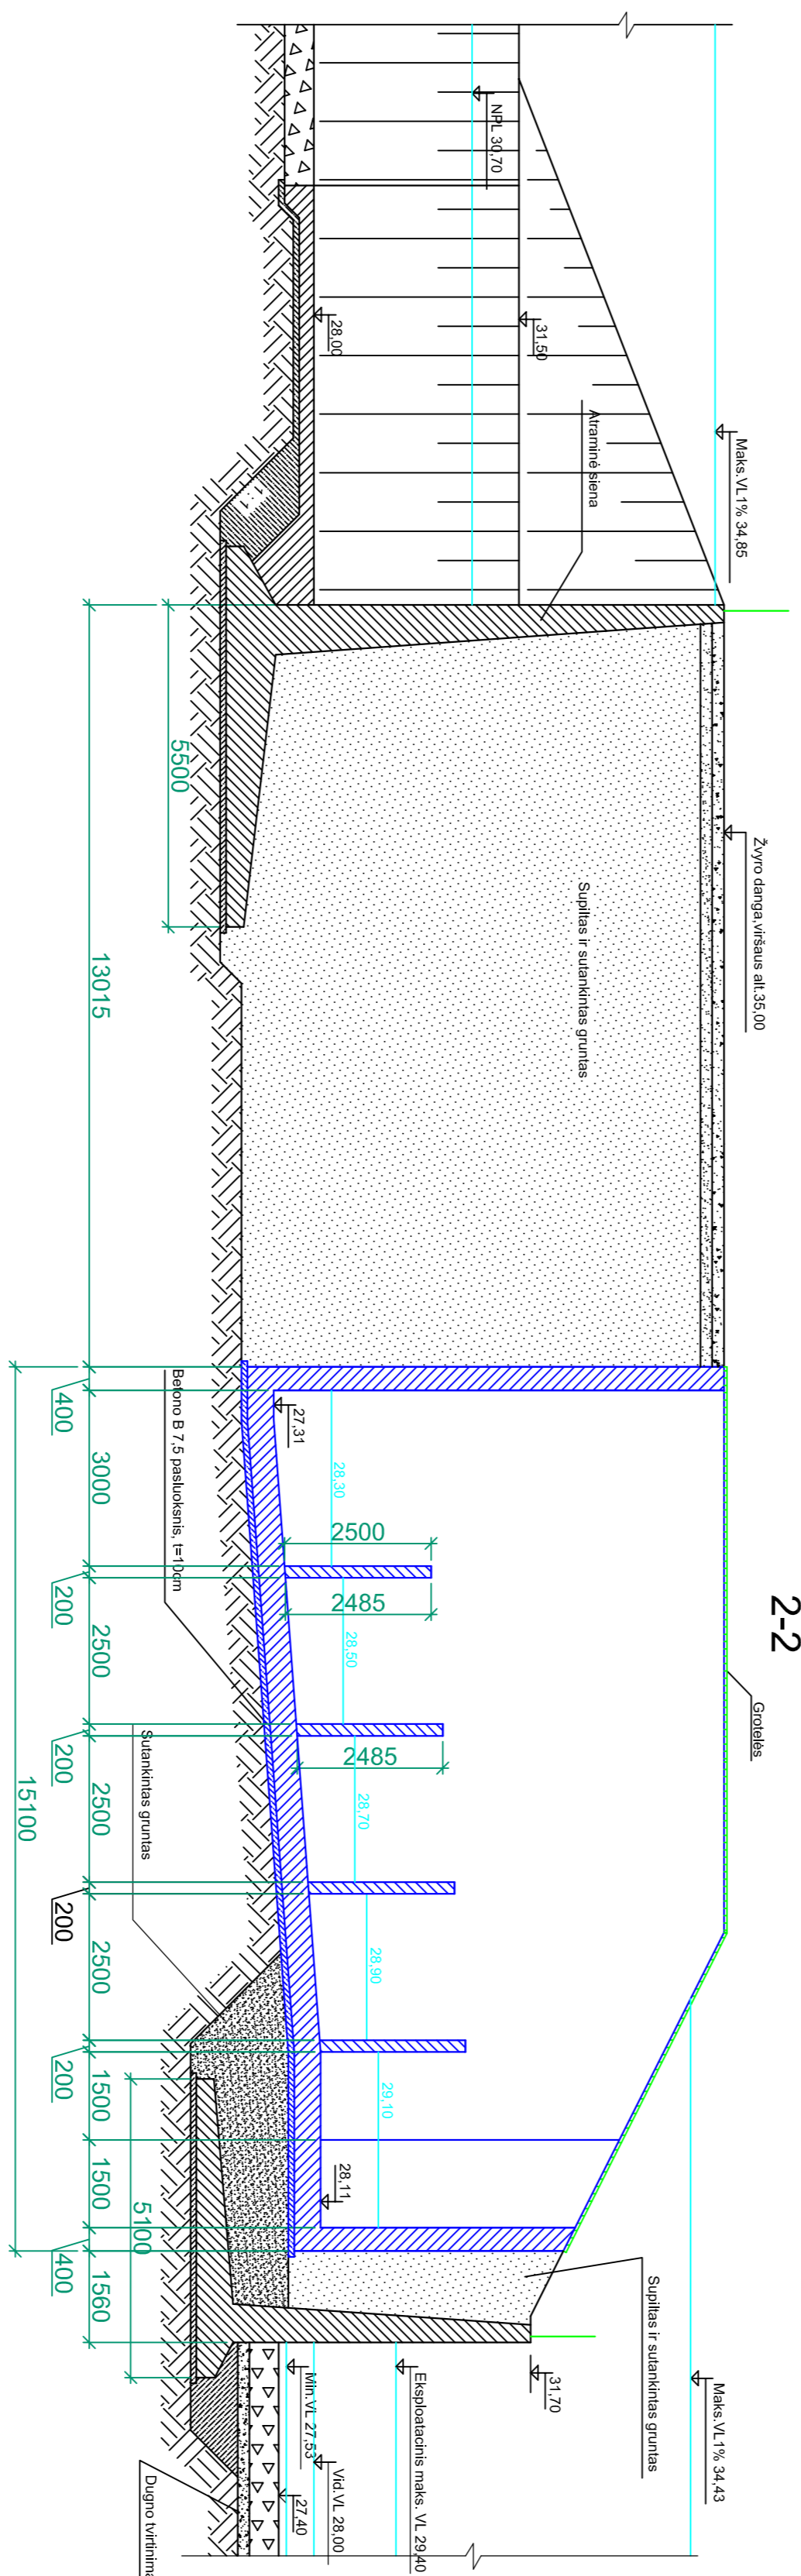 2-2
Maks.VL1% 34,85
NPL 30,70
31,50
28,00
Atraminė siena
Žvyro danga,viršaus alt.35,00
Supiltas ir sutankintas gruntas
5500
13015
Grotelės
27,31
28,30
2500
2485
28,50
2485
28,70
28,90
29,10
28,11
Betono B 7,5 pasluoksnis, t=10cm
Sutankintas gruntas
400
3000
200
2500
200
2500
200
2500
200
1500
1500
400
1560
5100
15100
Supiltas ir sutankintas gruntas
31,70
Maks.VL1% 34,43
Eksploatacinis maks. VL 29,40
Vid.VL 28,00
Min.VL 27,53
27,40
Dugno tvirtinima